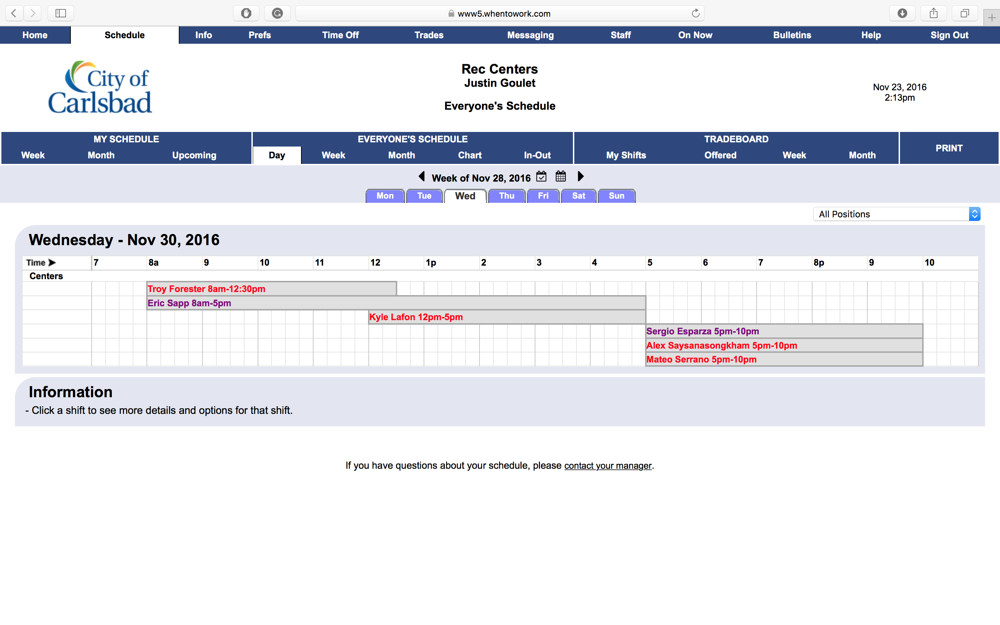 www5.whentowork.com
Home Schedule Info Prefs Time Off Trades Messaging Staff On Now Bulletins Help Sign Out
City of
Carlsbad
Rec Centers
Justin Goulet
Everyone's Schedule
Nov 23, 2016
2:13pm
MY SCHEDULE EVERYONE'S SCHEDULE TRADEBOARD PRINT
Week Month Upcoming Day Week Month Chart In-Out My Shifts Offered Week Month
Week of Nov 28, 2016
Mon Tue Wed Thu Fri Sat Sun
All Positions
Wednesday - Nov 30, 2016
Time 7 8a 9 10 11 12 1p 2 3 4 5 6 7 8p 9 10
Centers
Troy Forester 8am-12:30pm
Eric Sapp 8am-5pm
Kyle Lafon 12pm-5pm
Sergio Esparza 5pm-10pm
Alex Saysanasongkham 5pm-10pm
Mateo Serrano 5pm-10pm
Information
- Click a shift to see more details and options for that shift.
If you have questions about your schedule, please contact your manager.